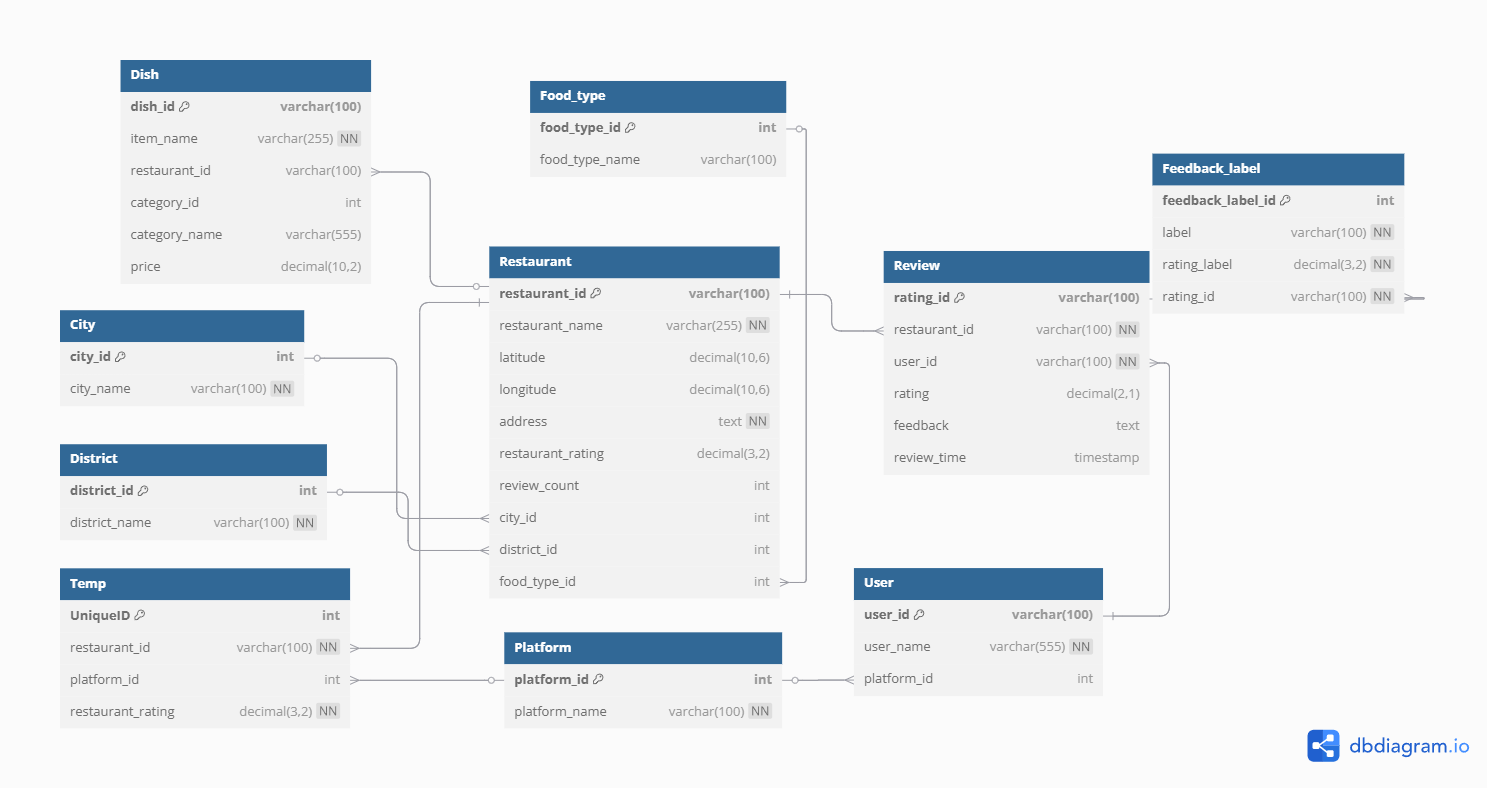 Dish
dish_id varchar(100)
item_name varchar(255) NN
restaurant_id varchar(100)
category_id int
category_name varchar(555)
price decimal(10,2)
Food_type
food_type_id int
food_type_name varchar(100)
Feedback_label
feedback_label_id int
label varchar(100) NN
rating_label decimal(3,2) NN
rating_id varchar(100) NN
Restaurant
restaurant_id varchar(100)
restaurant_name varchar(255) NN
latitude decimal(10,6)
longitude decimal(10,6)
address text NN
restaurant_rating decimal(3,2)
review_count int
city_id int
district_id int
food_type_id int
Review
rating_id varchar(100)
restaurant_id varchar(100) NN
user_id varchar(100) NN
rating decimal(2,1)
feedback text
review_time timestamp
City
city_id int
city_name varchar(100) NN
District
district_id int
district_name varchar(100) NN
Temp
UniqueID int
restaurant_id varchar(100) NN
platform_id int
restaurant_rating decimal(3,2) NN
Platform
platform_id int
platform_name varchar(100) NN
User
user_id varchar(100)
user_name varchar(555) NN
platform_id int
dbdiagram.io